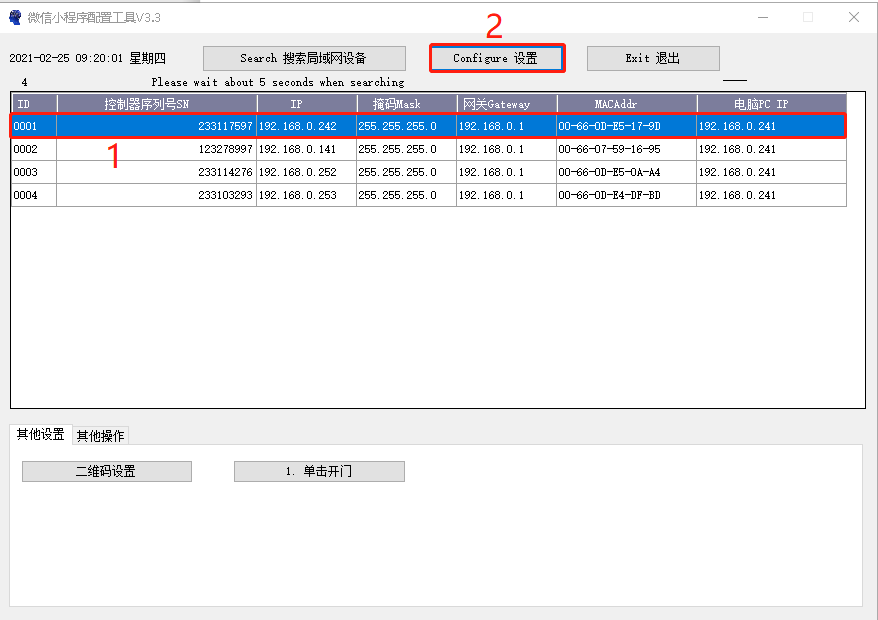 微信小程序配置工具V3.3
2
2021-02-25 09:20:01 星期四 Search 搜索局域网设备 Configure 设置 Exit 退出
4 Please wait about 5 seconds when searching
ID 控制器序列号SN IP 掩码Mask 网关Gateway MACAddr 电脑PC IP
0001 233117597 192.168.0.242 255.255.255.0 192.168.0.1 00-66-0D-E5-17-9D 192.168.0.241
0002 123278997 192.168.0.141 255.255.255.0 192.168.0.1 00-66-07-59-16-95 192.168.0.241
1
0003 233114276 192.168.0.252 255.255.255.0 192.168.0.1 00-66-0D-E5-0A-A4 192.168.0.241
0004 233103293 192.168.0.253 255.255.255.0 192.168.0.1 00-66-0D-E4-DF-BD 192.168.0.241
其他设置 其他操作
二维码设置 1. 单击开门